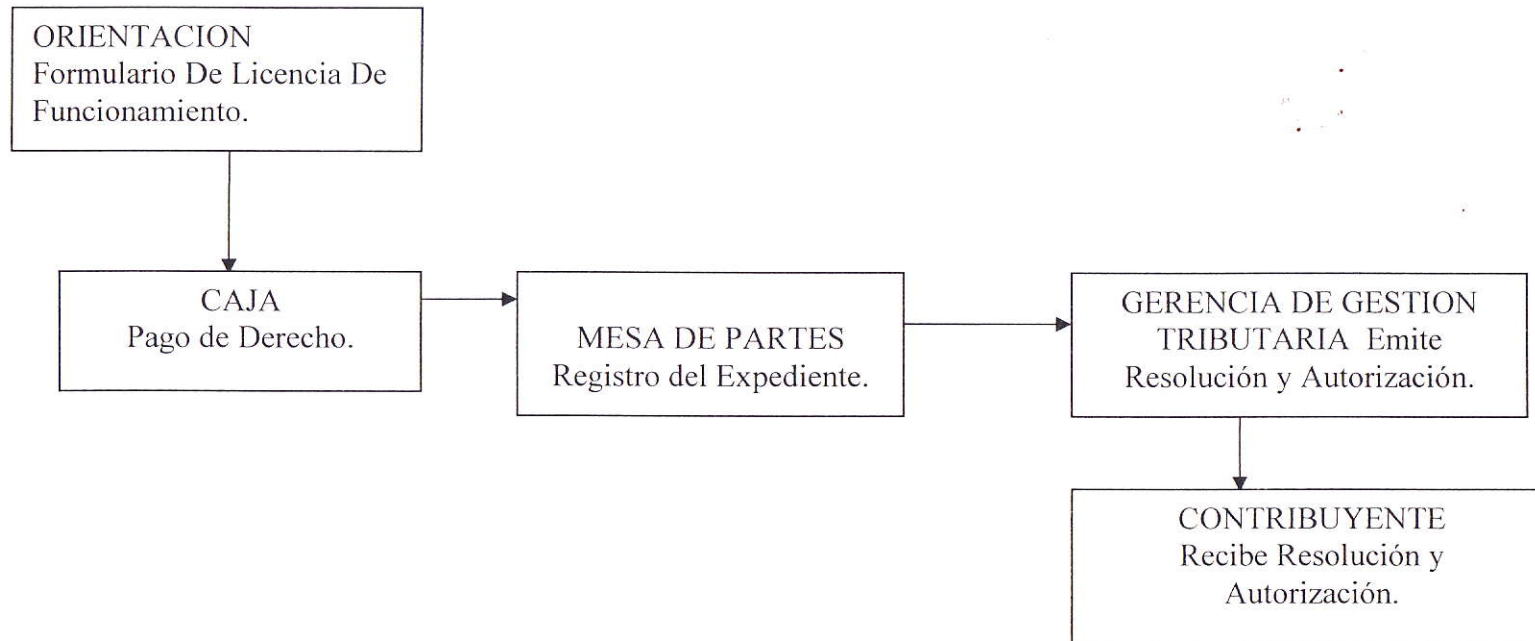 ORIENTACION
Formulario De Licencia De
Funcionamiento.
CAJA
Pago de Derecho.
MESA DE PARTES
Registro del Expediente.
GERENCIA DE GESTION
TRIBUTARIA Emite
Resolución y Autorización.
CONTRIBUYENTE
Recibe Resolución y
Autorización.